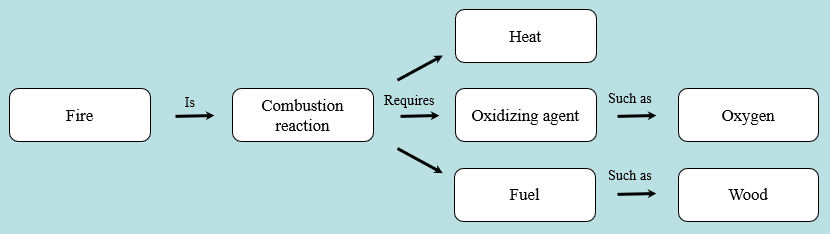 Heat
Fire
Is
Combustion
reaction
Requires
Oxidizing agent
Such as
Oxygen
Fuel
Such as
Wood